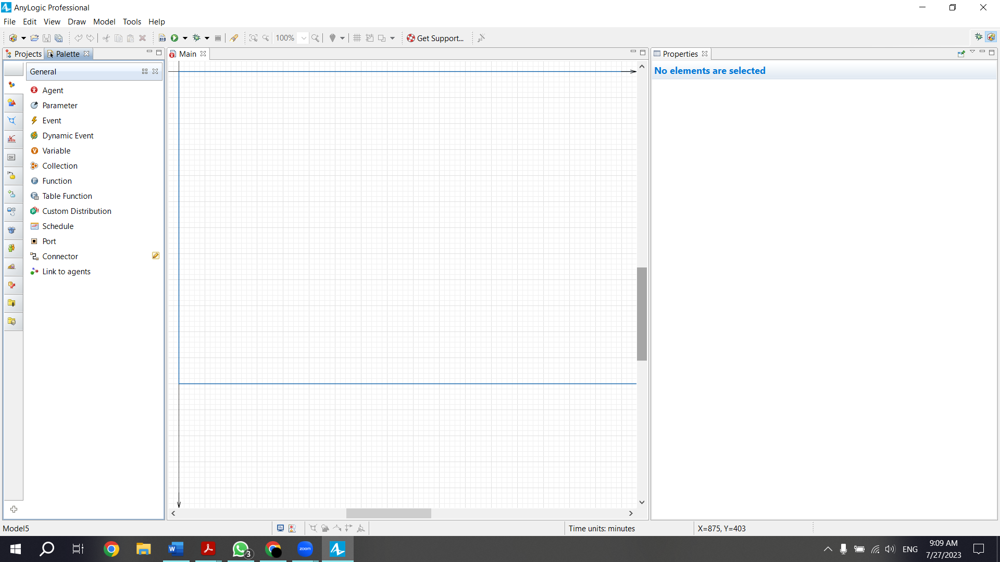 AnyLogic Professional
File Edit View Draw Model Tools Help
100% Get Support...
Projects Palette
Main
Properties
General
No elements are selected
Agent
Parameter
Event
Dynamic Event
Variable
Collection
Function
Table Function
Custom Distribution
Schedule
Port
Connector
Link to agents
OK
Model5
Time units: minutes
X=875, Y=403
W
zoom
3
ENG
9:09 AM
7/27/2023